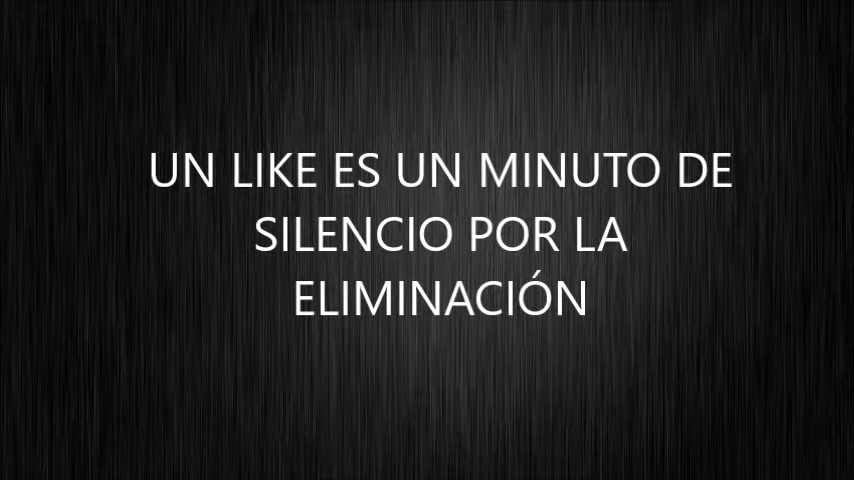 UN LIKE ES UN MINUTO DE
SILENCIO POR LA
ELIMINACIÓN